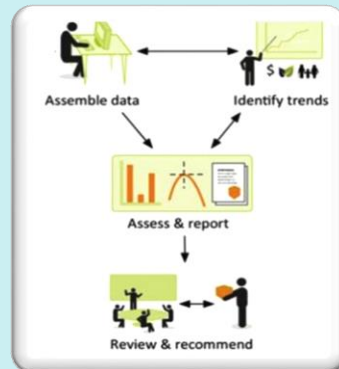 Assemble data
Identify trends
$
Assess & report
Review & recommend